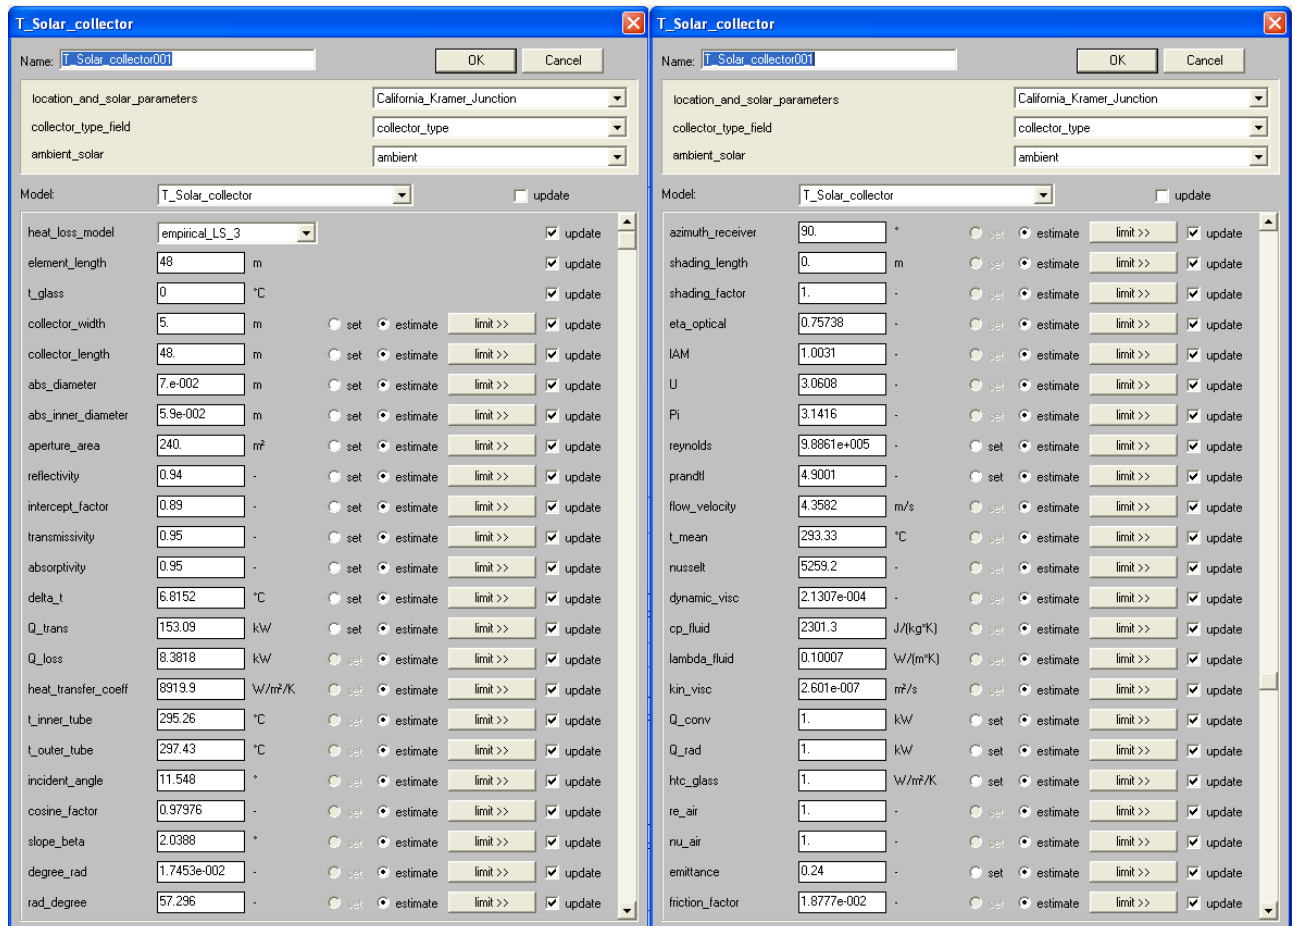 T_Solar_collector
Name: T_Solar_collector001 OK Cancel
location_and_solar_parameters California_Kramer_Junction
collector_type_field collector_type
ambient_solar ambient
Model: T_Solar_collector update
heat_loss_model empirical_LS_3 update
element_length 48 m update
t_glass 0 °C update
collector_width 5. m set estimate limit >> update
collector_length 48. m set estimate limit >> update
abs_diameter 7.e-002 m set estimate limit >> update
abs_inner_diameter 5.9e-002 m set estimate limit >> update
aperture_area 240. m² set estimate limit >> update
reflectivity 0.94 - set estimate limit >> update
intercept_factor 0.89 - set estimate limit >> update
transmissivity 0.95 - set estimate limit >> update
absorptivity 0.95 - set estimate limit >> update
delta_t 6.8152 °C set estimate limit >> update
Q_trans 153.09 kW set estimate limit >> update
Q_loss 8.3818 kW set estimate limit >> update
heat_transfer_coeff 8919.9 W/m²/K set estimate limit >> update
t_inner_tube 295.26 °C set estimate limit >> update
t_outer_tube 297.43 °C set estimate limit >> update
incident_angle 11.548 ° set estimate limit >> update
cosine_factor 0.97976 - set estimate limit >> update
slope_beta 2.0388 ° set estimate limit >> update
degree_rad 1.7453e-002 - set estimate limit >> update
rad_degree 57.296 - set estimate limit >> update
T_Solar_collector
Name: T_Solar_collector001 OK Cancel
location_and_solar_parameters California_Kramer_Junction
collector_type_field collector_type
ambient_solar ambient
Model: T_Solar_collector update
azimuth_receiver 90. ° set estimate limit >> update
shading_length 0. m set estimate limit >> update
shading_factor 1. - set estimate limit >> update
eta_optical 0.75738 - set estimate limit >> update
IAM 1.0031 - set estimate limit >> update
U 3.0608 - set estimate limit >> update
Pi 3.1416 - set estimate limit >> update
reynolds 9.8861e+005 - set estimate limit >> update
prandtl 4.9001 - set estimate limit >> update
flow_velocity 4.3582 m/s set estimate limit >> update
t_mean 293.33 °C set estimate limit >> update
nusselt 5259.2 - set estimate limit >> update
dynamic_visc 2.1307e-004 - set estimate limit >> update
cp_fluid 2301.3 J/(kg*K) set estimate limit >> update
lambda_fluid 0.10007 W/(m*K) set estimate limit >> update
kin_visc 2.601e-007 m²/s set estimate limit >> update
Q_conv 1. kW set estimate limit >> update
Q_rad 1. kW set estimate limit >> update
htc_glass 1. W/m²/K set estimate limit >> update
re_air 1. - set estimate limit >> update
nu_air 1. - set estimate limit >> update
emittance 0.24 - set estimate limit >> update
friction_factor 1.8777e-002 - set estimate limit >> update